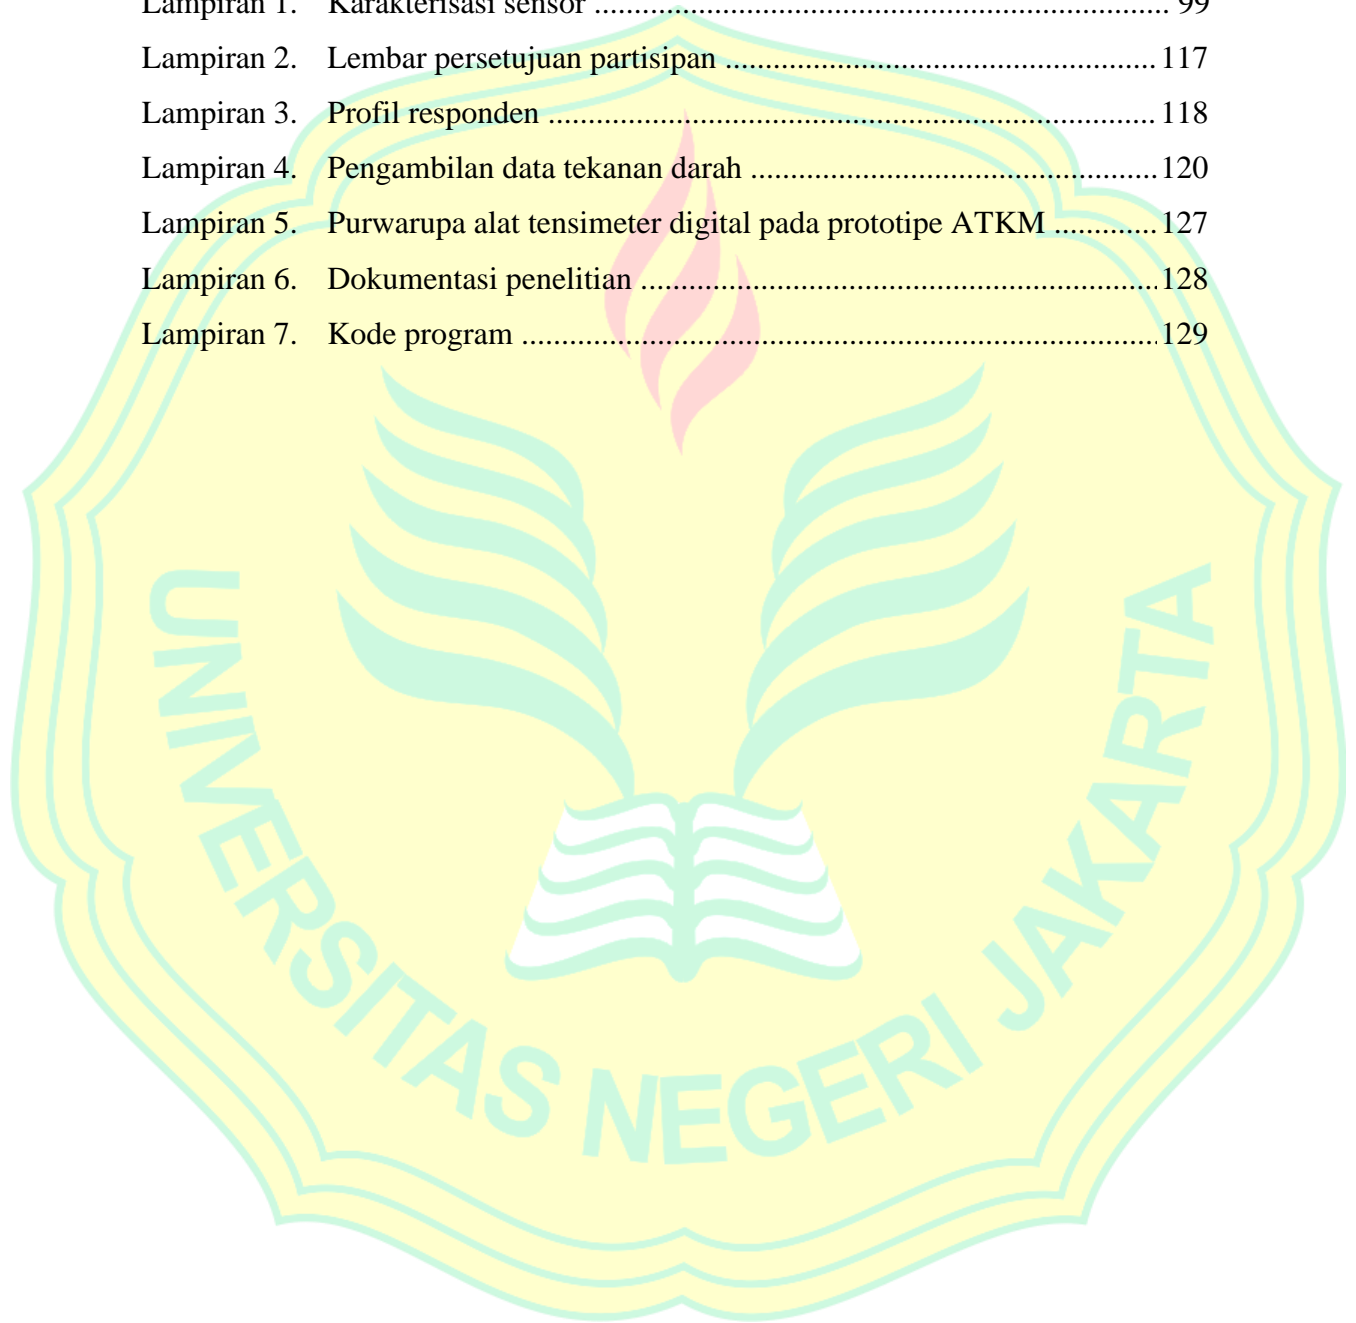 Lampiran 1. Karakterisasi sensor ........................................................................ 99
Lampiran 2. Lembar persetujuan partisipan ......................................................117
Lampiran 3. Profil responden ............................................................................118
Lampiran 4. Pengambilan data tekanan darah ...................................................120
Lampiran 5. Purwarupa alat tensimeter digital pada prototipe ATKM .............127
Lampiran 6. Dokumentasi penelitian .................................................................128
Lampiran 7. Kode program ................................................................................129
UNIVERSITAS NEGERI JAKARTA